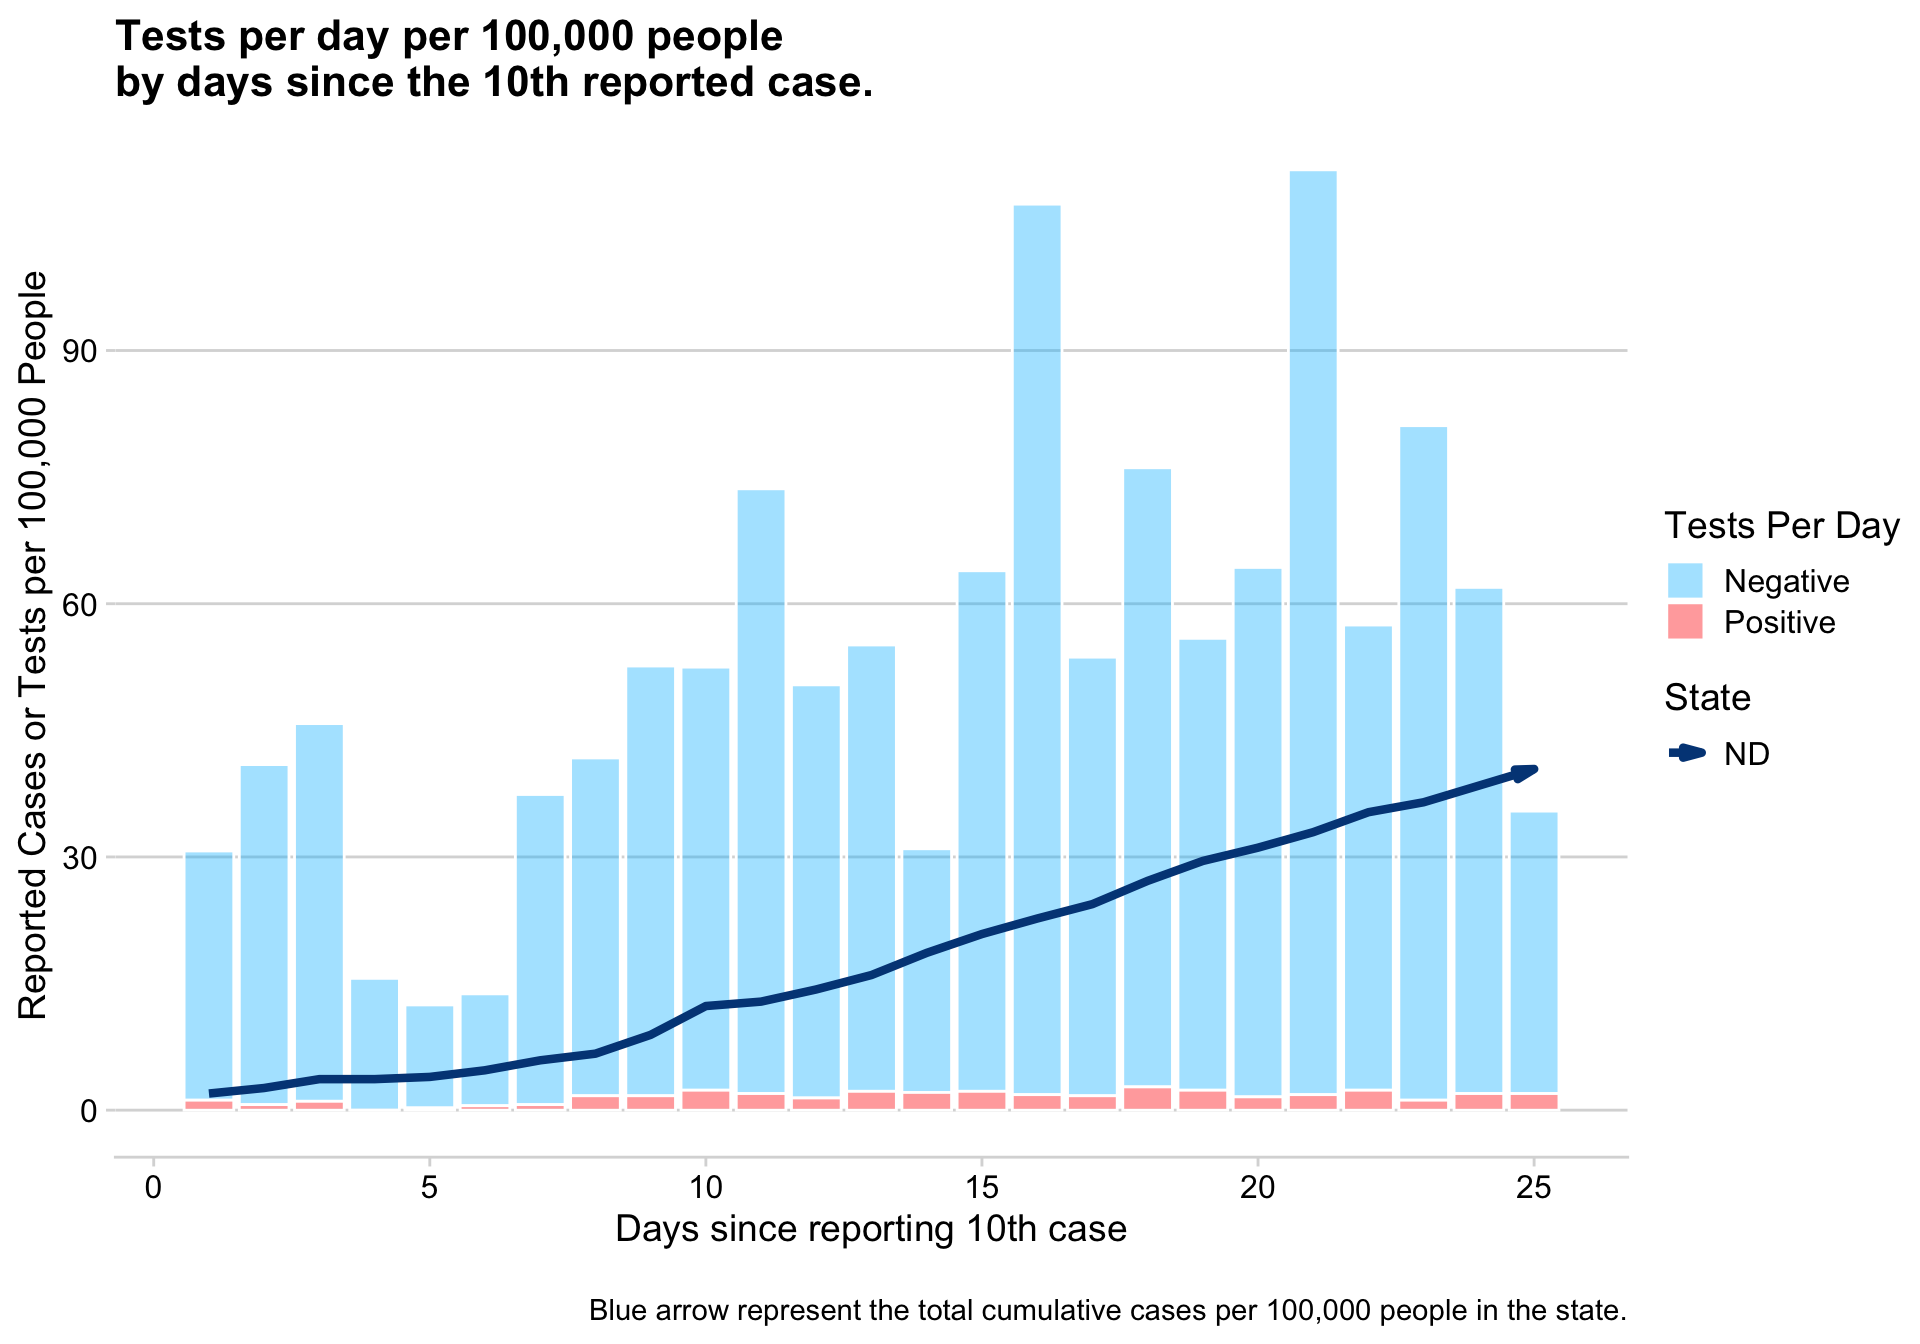 Tests per day per 100,000 people
by days since the 10th reported case.
Reported Cases or Tests per 100,000 People
90
60
30
0
0
5
10
15
20
25
Days since reporting 10th case
Tests Per Day
Negative
Positive
State
ND
Blue arrow represent the total cumulative cases per 100,000 people in the state.